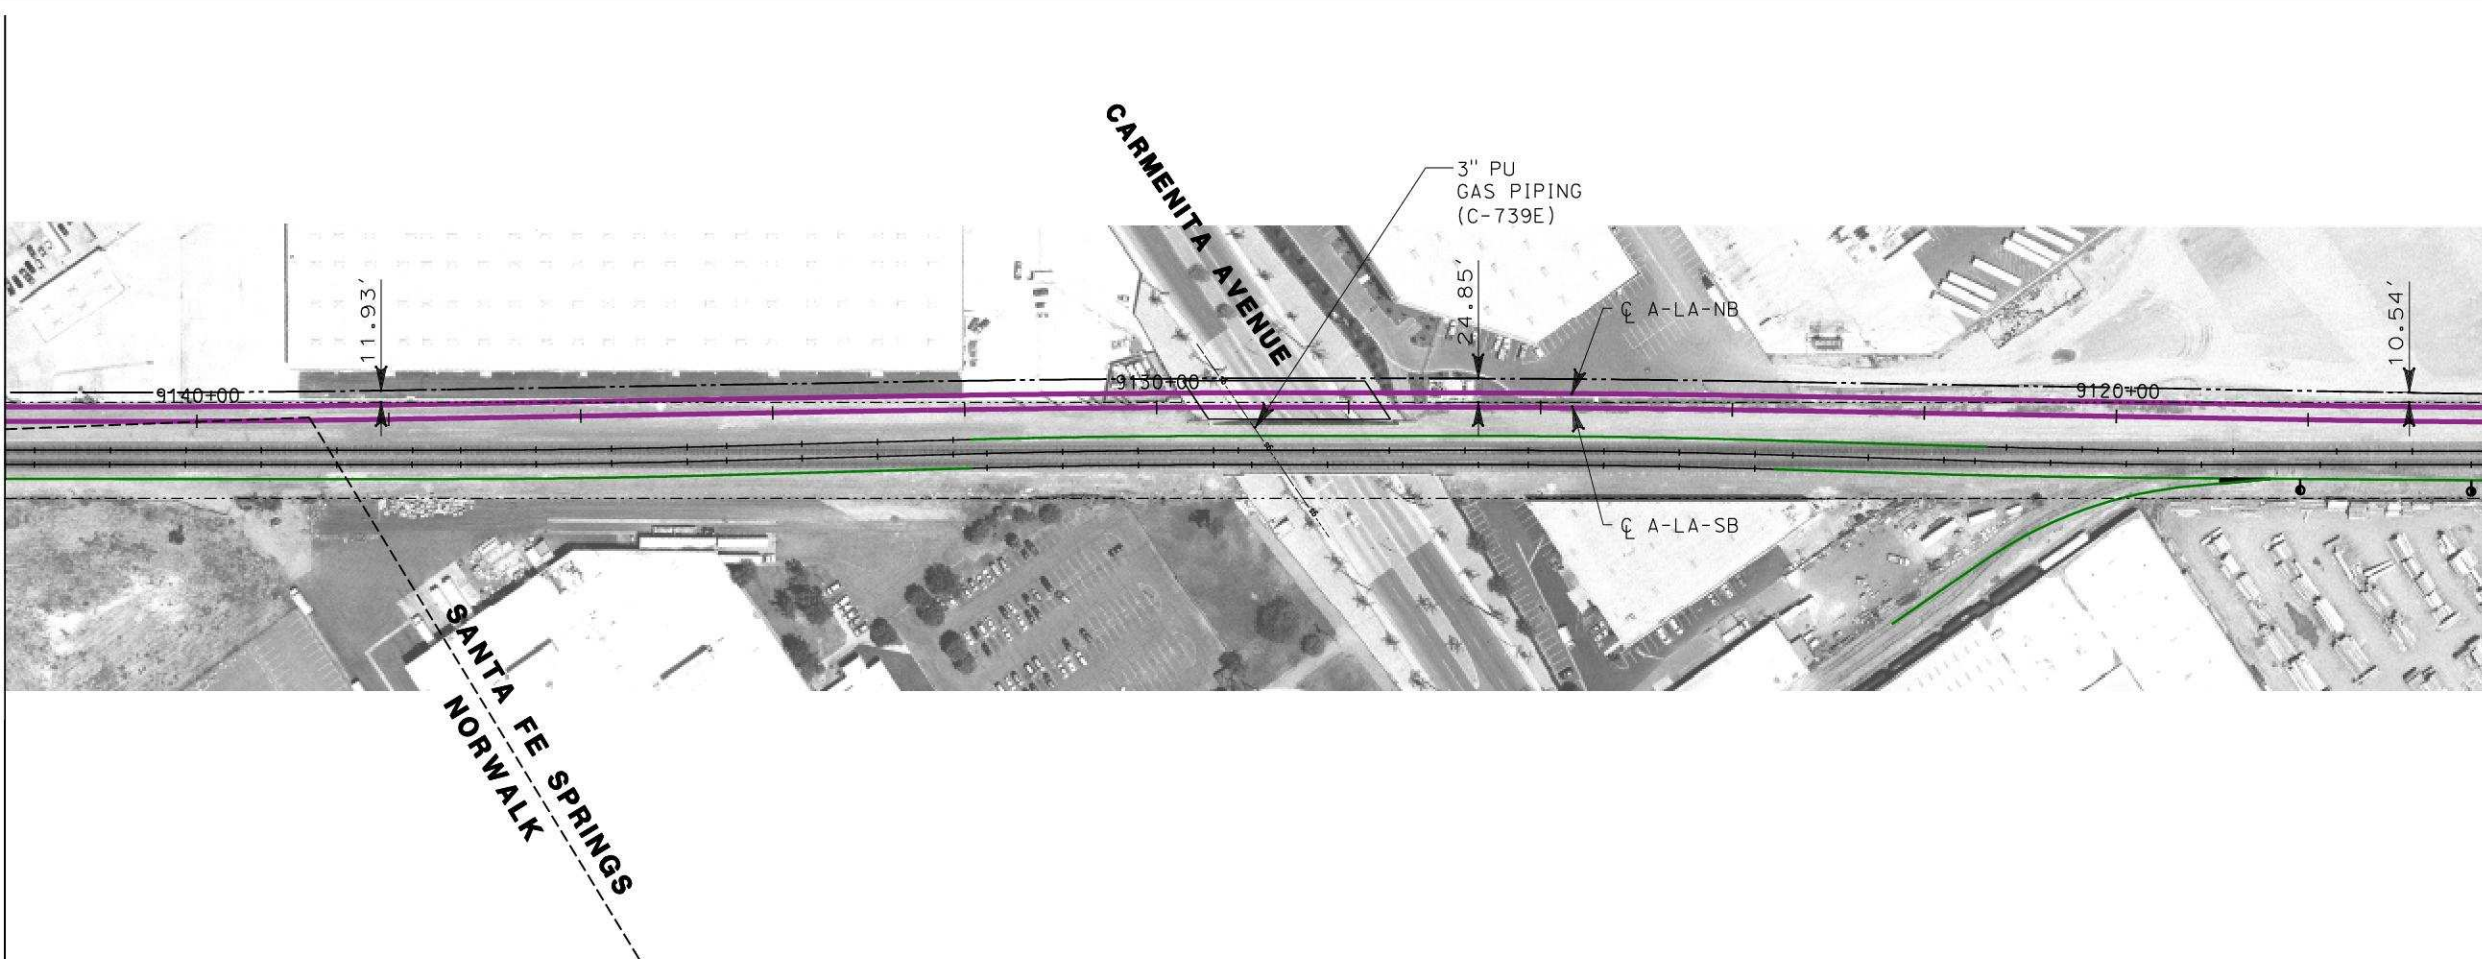 CARMENITA AVENUE
3" PU
GAS PIPING
(C-739E)
11.93'
24.85'
10.54'
℄ A-LA-NB
9140+00
9130+00
9120+00
℄ A-LA-SB
SANTA FE SPRINGS
NORWALK